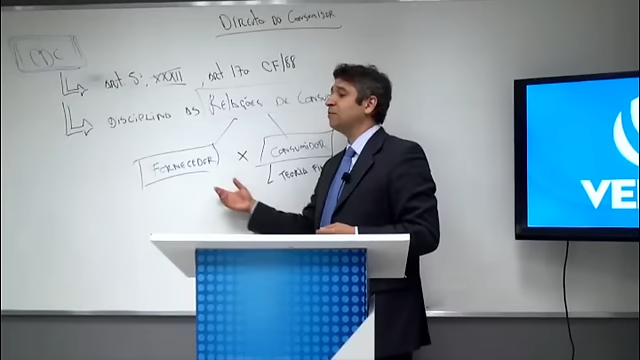 Direito do Consumidor
CDC
art 5º, XXXII, art 170 CF/88
Disciplina as Relações de Consu
Fornecedor x Consumidor
Teoria Fi
VE